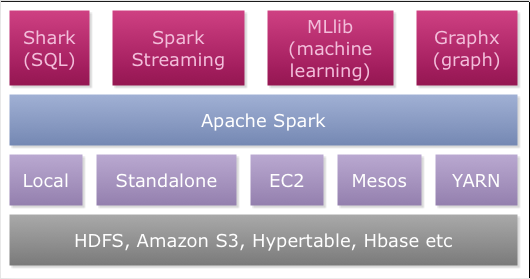 Shark
(SQL)
Spark
Streaming
MLlib
(machine
learning)
Graphx
(graph)
Apache Spark
Local
Standalone
EC2
Mesos
YARN
HDFS, Amazon S3, Hypertable, Hbase etc